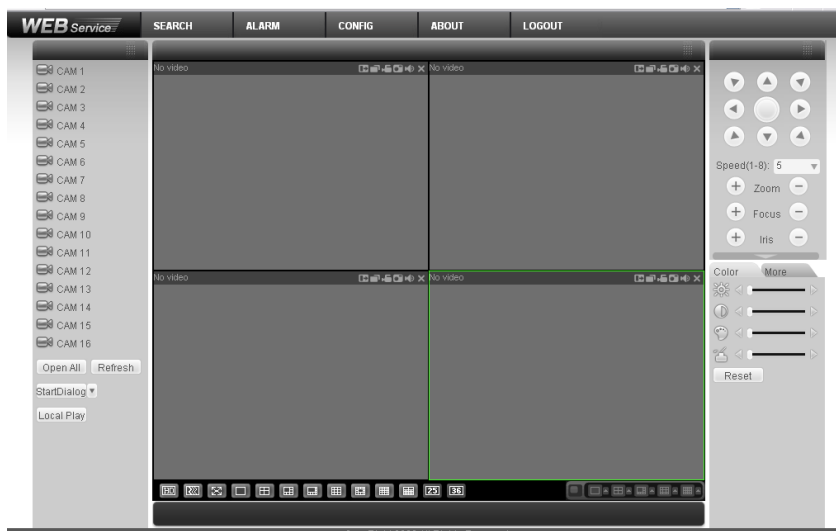 WEB Service
SEARCH
ALARM
CONFIG
ABOUT
LOGOUT
CAM 1
CAM 2
CAM 3
CAM 4
CAM 5
CAM 6
CAM 7
CAM 8
CAM 9
CAM 10
CAM 11
CAM 12
CAM 13
CAM 14
CAM 15
CAM 16
Open All
Refresh
StartDialog
Local Play
No video
No video
No video
No video
25
36
Speed(1-8): 5
Zoom
Focus
Iris
Color
More
Reset